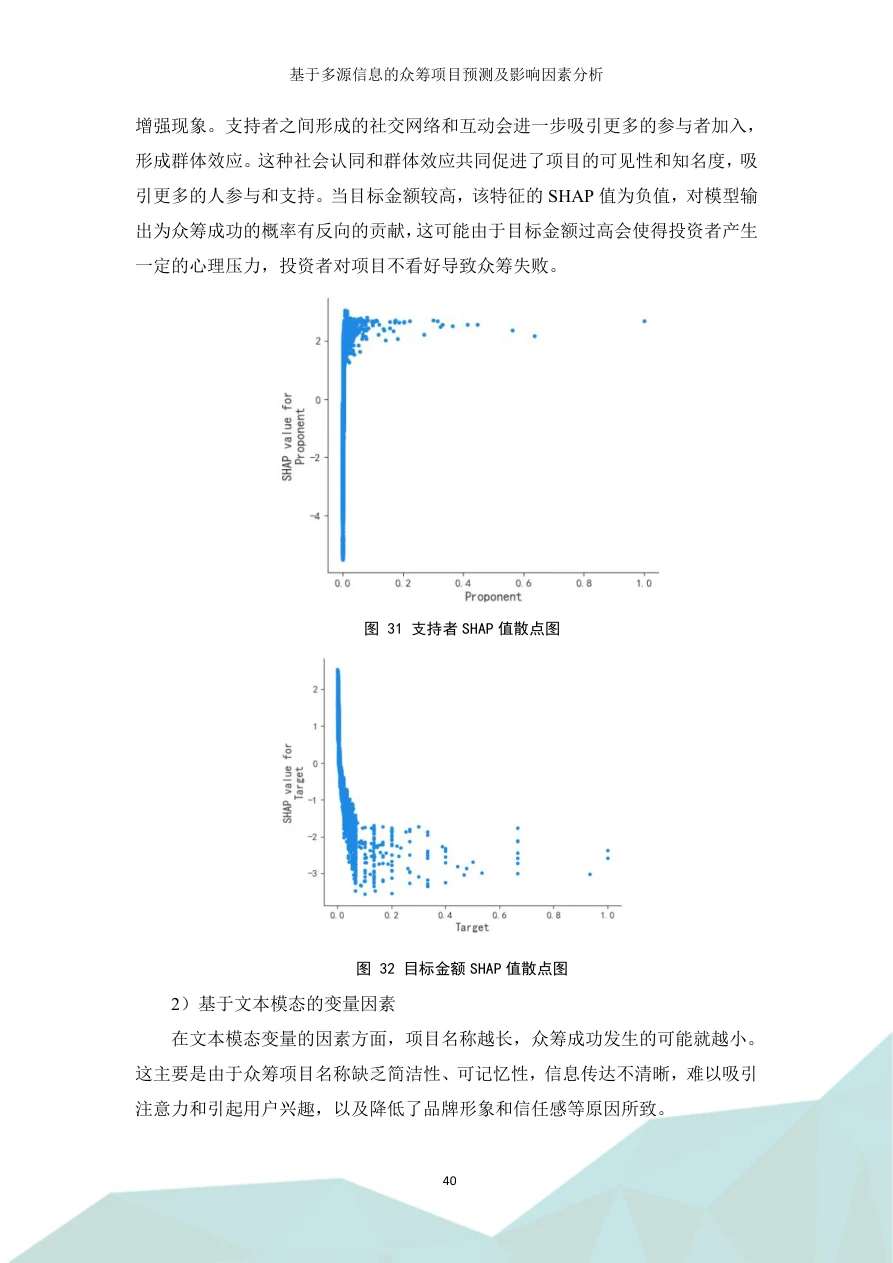 基于多源信息的众筹项目预测及影响因素分析
增强现象。支持者之间形成的社交网络和互动会进一步吸引更多的参与者加入，
形成群体效应。这种社会认同和群体效应共同促进了项目的可见性和知名度，吸
引更多的人参与和支持。当目标金额较高，该特征的 SHAP 值为负值，对模型输
出为众筹成功的概率有反向的贡献，这可能由于目标金额过高会使得投资者产生
一定的心理压力，投资者对项目不看好导致众筹失败。
2
0
-2
-4
SHAP value for
Proponent
0.0 0.2 0.4 0.6 0.8 1.0
Proponent
图 31 支持者 SHAP 值散点图
2
1
0
-1
-2
-3
SHAP value for
Target
0.0 0.2 0.4 0.6 0.8 1.0
Target
图 32 目标金额 SHAP 值散点图
2）基于文本模态的变量因素
在文本模态变量的因素方面，项目名称越长，众筹成功发生的可能就越小。
这主要是由于众筹项目名称缺乏简洁性、可记忆性，信息传达不清晰，难以吸引
注意力和引起用户兴趣，以及降低了品牌形象和信任感等原因所致。
40